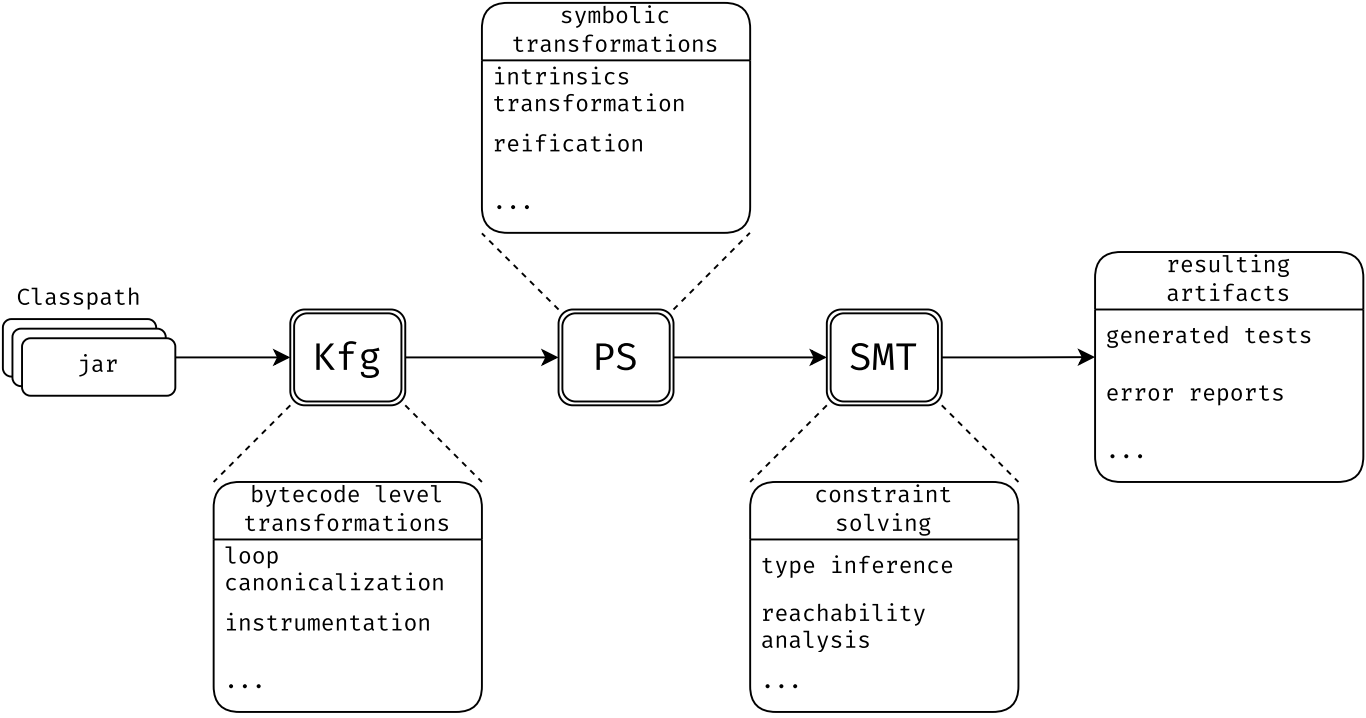 symbolic
transformations
intrinsics
transformation
reification
...
Classpath
jar
Kfg
PS
SMT
resulting
artifacts
generated tests
error reports
...
bytecode level
transformations
loop
canonicalization
instrumentation
...
constraint
solving
type inference
reachability
analysis
...